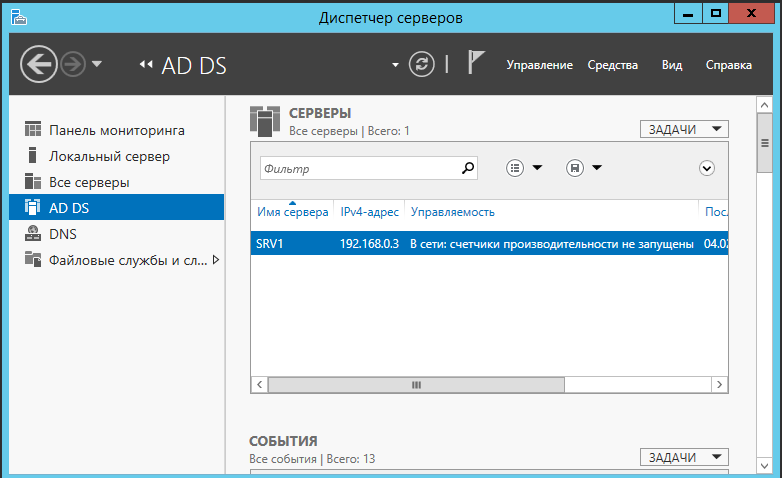 Диспетчер серверов
AD DS
Управление Средства Вид Справка
Панель мониторинга
Локальный сервер
Все серверы
AD DS
DNS
Файловые службы и сл...
СЕРВЕРЫ
Все серверы | Всего: 1
ЗАДАЧИ
Фильтр
Имя сервера IPv4-адрес Управляемость Посл
SRV1 192.168.0.3 В сети: счетчики производительности не запущены 04.02
СОБЫТИЯ
Все события | Всего: 13
ЗАДАЧИ